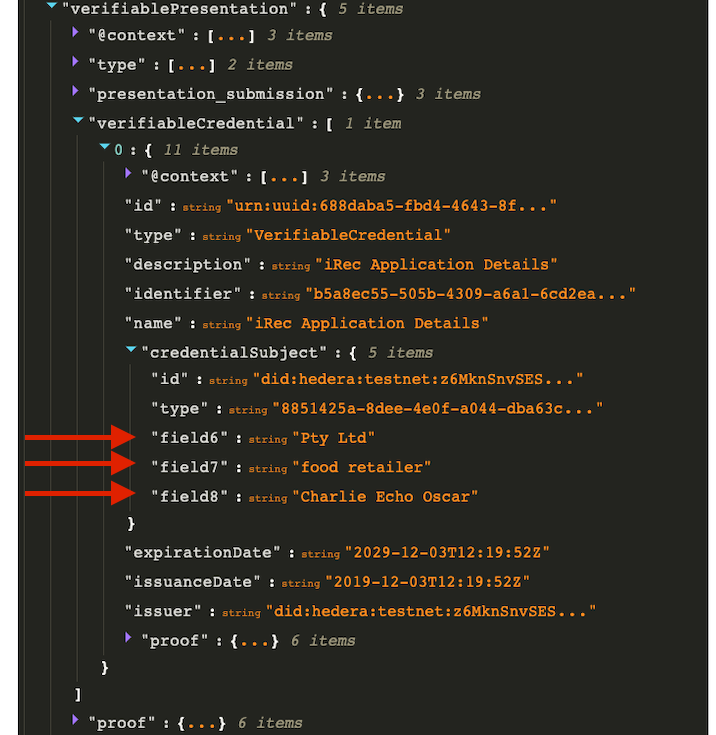 "verifiablePresentation" : { 5 items
"@context" : [...] 3 items
"type" : [...] 2 items
"presentation_submission" : {...} 3 items
"verifiableCredential" : [ 1 item
0 : { 11 items
"@context" : [...] 3 items
"id" : string "urn:uuid:688daba5-fbd4-4643-8f..."
"type" : string "VerifiableCredential"
"description" : string "iRec Application Details"
"identifier" : string "b5a8ec55-505b-4309-a6a1-6cd2ea..."
"name" : string "iRec Application Details"
"credentialSubject" : { 5 items
"id" : string "did:hedera:testnet:z6MknSnvSES..."
"type" : string "8851425a-8dee-4e0f-a044-dba63c..."
"field6" : string "Pty Ltd"
"field7" : string "food retailer"
"field8" : string "Charlie Echo Oscar"
}
"expirationDate" : string "2029-12-03T12:19:52Z"
"issuanceDate" : string "2019-12-03T12:19:52Z"
"issuer" : string "did:hedera:testnet:z6MknSnvSES..."
"proof" : {...} 6 items
}
]
"proof" : {...} 6 items